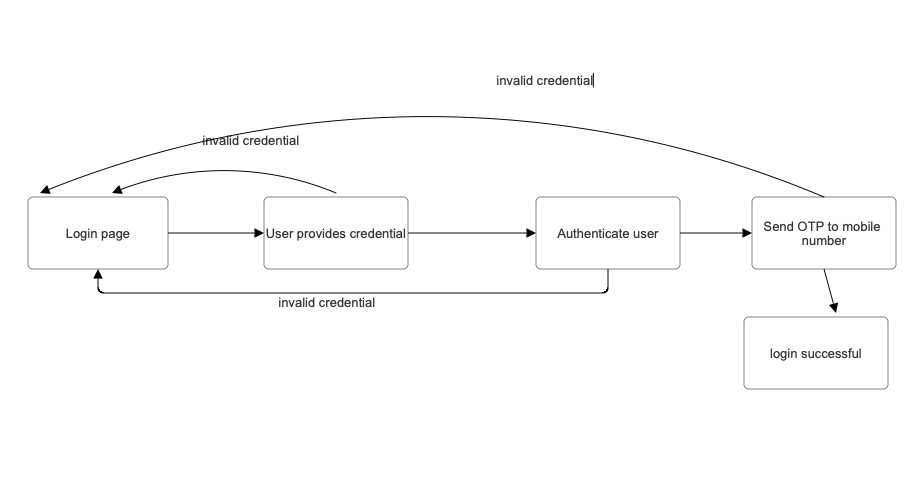 invalid credential
invalid credential
Login page
User provides credential
Authenticate user
Send OTP to mobile
number
invalid credential
login successful